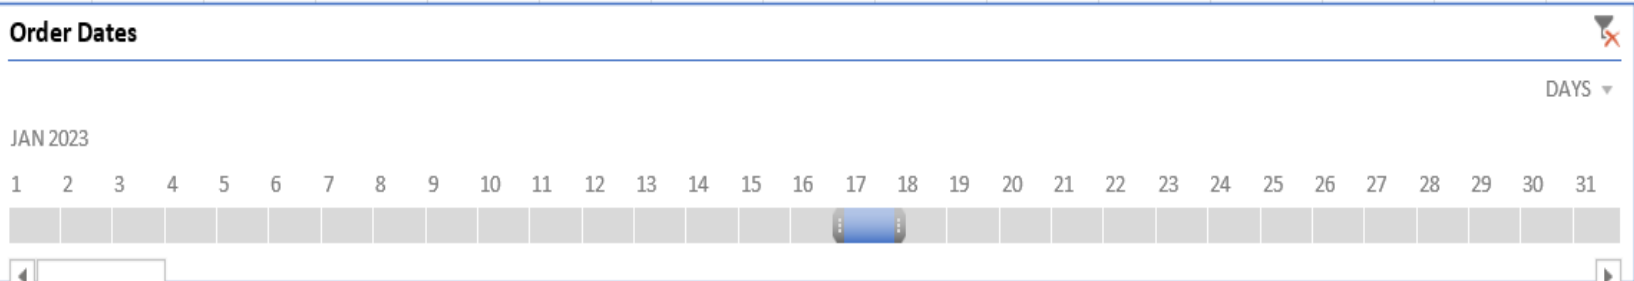 Order Dates
DAYS
JAN 2023
1 2 3 4 5 6 7 8 9 10 11 12 13 14 15 16 17 18 19 20 21 22 23 24 25 26 27 28 29 30 31